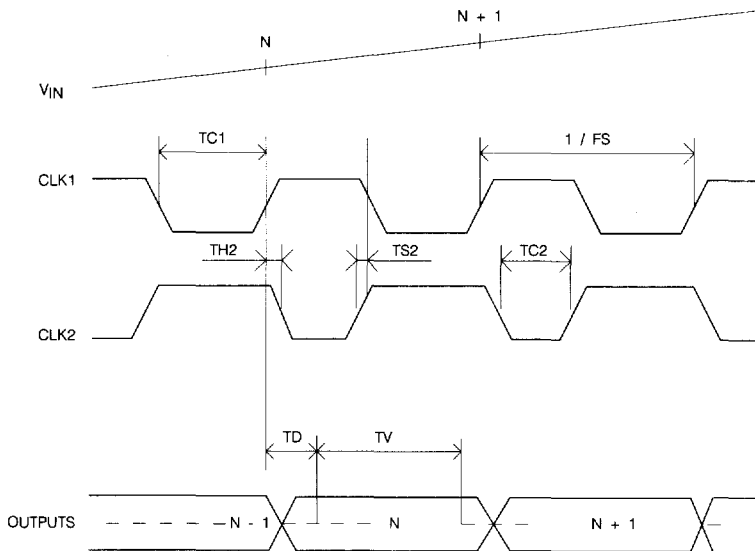 N + 1
N
VIN
TC1
1 / FS
CLK1
TH2
TS2
TC2
CLK2
TD
TV
OUTPUTS
N - 1
N
N + 1